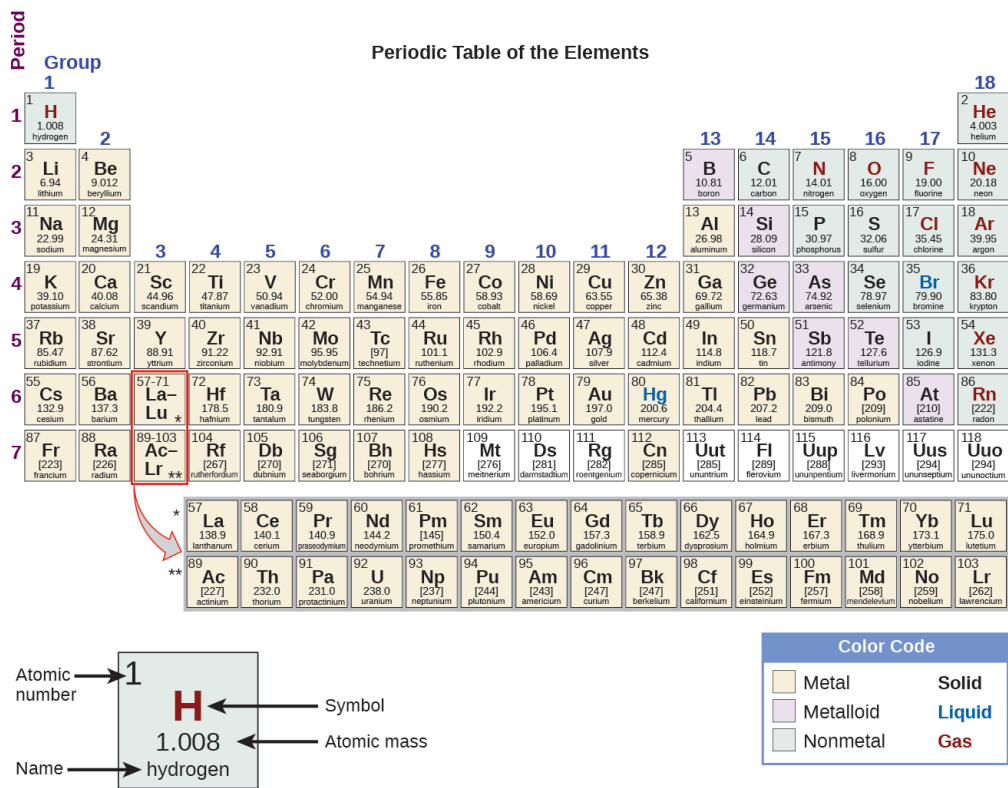 Periodic Table of the Elements
Period
Group
1 18
1
1 H 1.008 hydrogen
2 He 4.003 helium
2 13 14 15 16 17
2
3 Li 6.94 lithium
4 Be 9.012 beryllium
5 B 10.81 boron
6 C 12.01 carbon
7 N 14.01 nitrogen
8 O 16.00 oxygen
9 F 19.00 fluorine
10 Ne 20.18 neon
3
11 Na 22.99 sodium
12 Mg 24.31 magnesium
13 Al 26.98 aluminum
14 Si 28.09 silicon
15 P 30.97 phosphorus
16 S 32.06 sulfur
17 Cl 35.45 chlorine
18 Ar 39.95 argon
3 4 5 6 7 8 9 10 11 12
4
19 K 39.10 potassium
20 Ca 40.08 calcium
21 Sc 44.96 scandium
22 Ti 47.87 titanium
23 V 50.94 vanadium
24 Cr 52.00 chromium
25 Mn 54.94 manganese
26 Fe 55.85 iron
27 Co 58.93 cobalt
28 Ni 58.69 nickel
29 Cu 63.55 copper
30 Zn 65.38 zinc
31 Ga 69.72 gallium
32 Ge 72.63 germanium
33 As 74.92 arsenic
34 Se 78.97 selenium
35 Br 79.90 bromine
36 Kr 83.80 krypton
5
37 Rb 85.47 rubidium
38 Sr 87.62 strontium
39 Y 88.91 yttrium
40 Zr 91.22 zirconium
41 Nb 92.91 niobium
42 Mo 95.95 molybdenum
43 Tc [97] technetium
44 Ru 101.1 ruthenium
45 Rh 102.9 rhodium
46 Pd 106.4 palladium
47 Ag 107.9 silver
48 Cd 112.4 cadmium
49 In 114.8 indium
50 Sn 118.7 tin
51 Sb 121.8 antimony
52 Te 127.6 tellurium
53 I 126.9 iodine
54 Xe 131.3 xenon
6
55 Cs 132.9 cesium
56 Ba 137.3 barium
57-71 La– Lu *
72 Hf 178.5 hafnium
73 Ta 180.9 tantalum
74 W 183.8 tungsten
75 Re 186.2 rhenium
76 Os 190.2 osmium
77 Ir 192.2 iridium
78 Pt 195.1 platinum
79 Au 197.0 gold
80 Hg 200.6 mercury
81 Tl 204.4 thallium
82 Pb 207.2 lead
83 Bi 209.0 bismuth
84 Po [209] polonium
85 At [210] astatine
86 Rn [222] radon
7
87 Fr [223] francium
88 Ra [226] radium
89-103 Ac– Lr **
104 Rf [267] rutherfordium
105 Db [270] dubnium
106 Sg [271] seaborgium
107 Bh [270] bohrium
108 Hs [277] hassium
109 Mt [276] meitnerium
110 Ds [281] darmstadtium
111 Rg [282] roentgenium
112 Cn [285] copernicium
113 Uut [285] ununtrium
114 Fl [289] flerovium
115 Uup [288] ununpentium
116 Lv [293] livermorium
117 Uus [294] ununseptium
118 Uuo [294] ununoctium
*
57 La 138.9 lanthanum
58 Ce 140.1 cerium
59 Pr 140.9 praseodymium
60 Nd 144.2 neodymium
61 Pm [145] promethium
62 Sm 150.4 samarium
63 Eu 152.0 europium
64 Gd 157.3 gadolinium
65 Tb 158.9 terbium
66 Dy 162.5 dysprosium
67 Ho 164.9 holmium
68 Er 167.3 erbium
69 Tm 168.9 thulium
70 Yb 173.1 ytterbium
71 Lu 175.0 lutetium
**
89 Ac [227] actinium
90 Th 232.0 thorium
91 Pa 231.0 protactinium
92 U 238.0 uranium
93 Np [237] neptunium
94 Pu [244] plutonium
95 Am [243] americium
96 Cm [247] curium
97 Bk [247] berkelium
98 Cf [251] californium
99 Es [252] einsteinium
100 Fm [257] fermium
101 Md [258] mendelevium
102 No [259] nobelium
103 Lr [262] lawrencium
Atomic number
1
H
Symbol
1.008
Atomic mass
Name
hydrogen
Color Code
Metal Solid
Metalloid Liquid
Nonmetal Gas